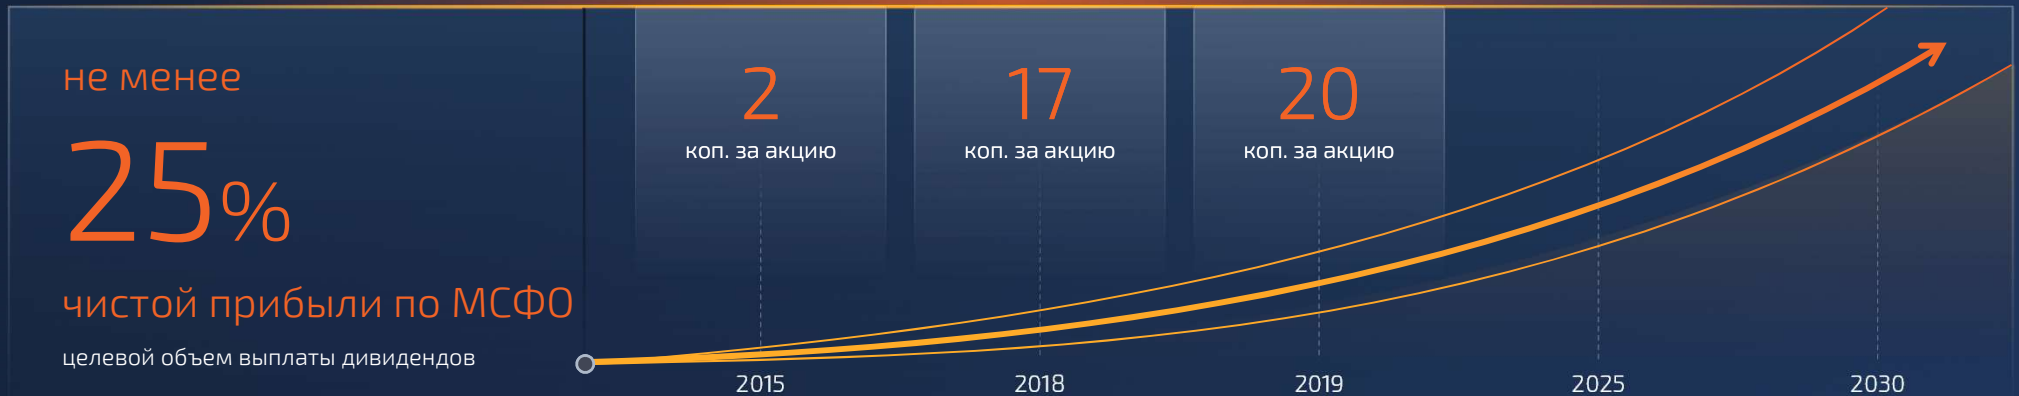 не менее
25%
чистой прибыли по МСФО
целевой объем выплаты дивидендов
2
коп. за акцию
17
коп. за акцию
20
коп. за акцию
2015
2018
2019
2025
2030